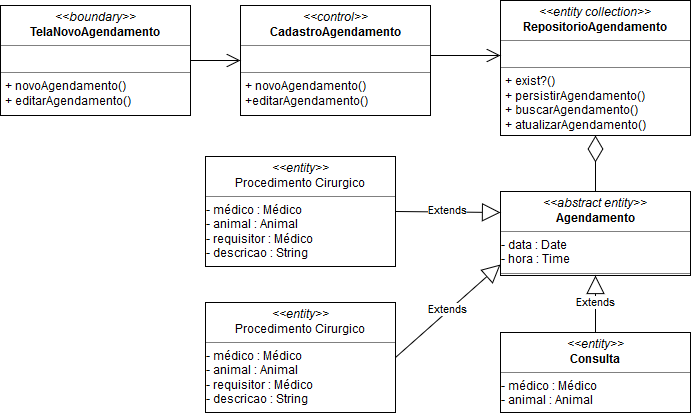 <<boundary>>
TelaNovoAgendamento
+ novoAgendamento()
+ editarAgendamento()
<<control>>
CadastroAgendamento
+ novoAgendamento()
+editarAgendamento()
<<entity collection>>
RepositorioAgendamento
+ exist?()
+ persistirAgendamento()
+ buscarAgendamento()
+ atualizarAgendamento()
<<entity>>
Procedimento Cirurgico
- médico : Médico
- animal : Animal
- requisitor : Médico
- descricao : String
Extends
<<abstract entity>>
Agendamento
- data : Date
- hora : Time
<<entity>>
Procedimento Cirurgico
- médico : Médico
- animal : Animal
- requisitor : Médico
- descricao : String
Extends
Extends
<<entity>>
Consulta
- médico : Médico
- animal : Animal